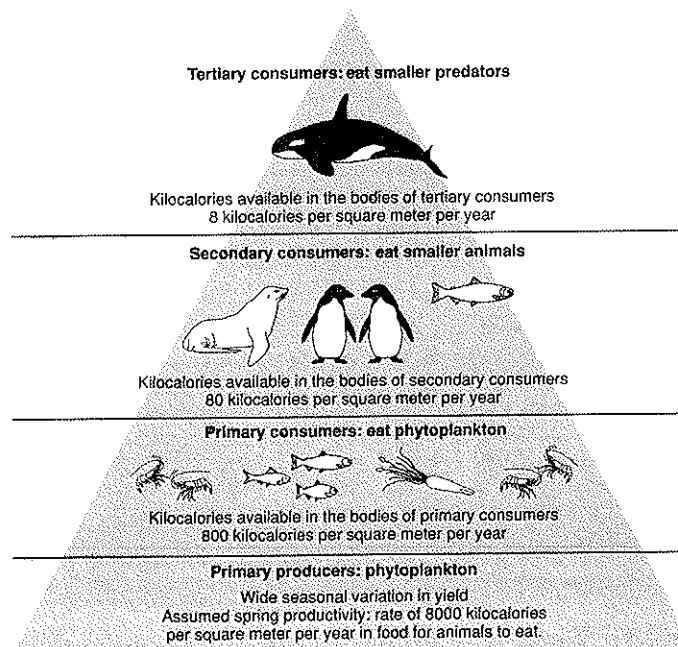 Tertiary consumers: eat smaller predators
Kilocalories available in the bodies of tertiary consumers
8 kilocalories per square meter per year
Secondary consumers: eat smaller animals
Kilocalories available in the bodies of secondary consumers
80 kilocalories per square meter per year
Primary consumers: eat phytoplankton
Kilocalories available in the bodies of primary consumers
800 kilocalories per square meter per year
Primary producers: phytoplankton
Wide seasonal variation in yield
Assumed spring productivity: rate of 8000 kilocalories
per square meter per year in food for animals to eat.